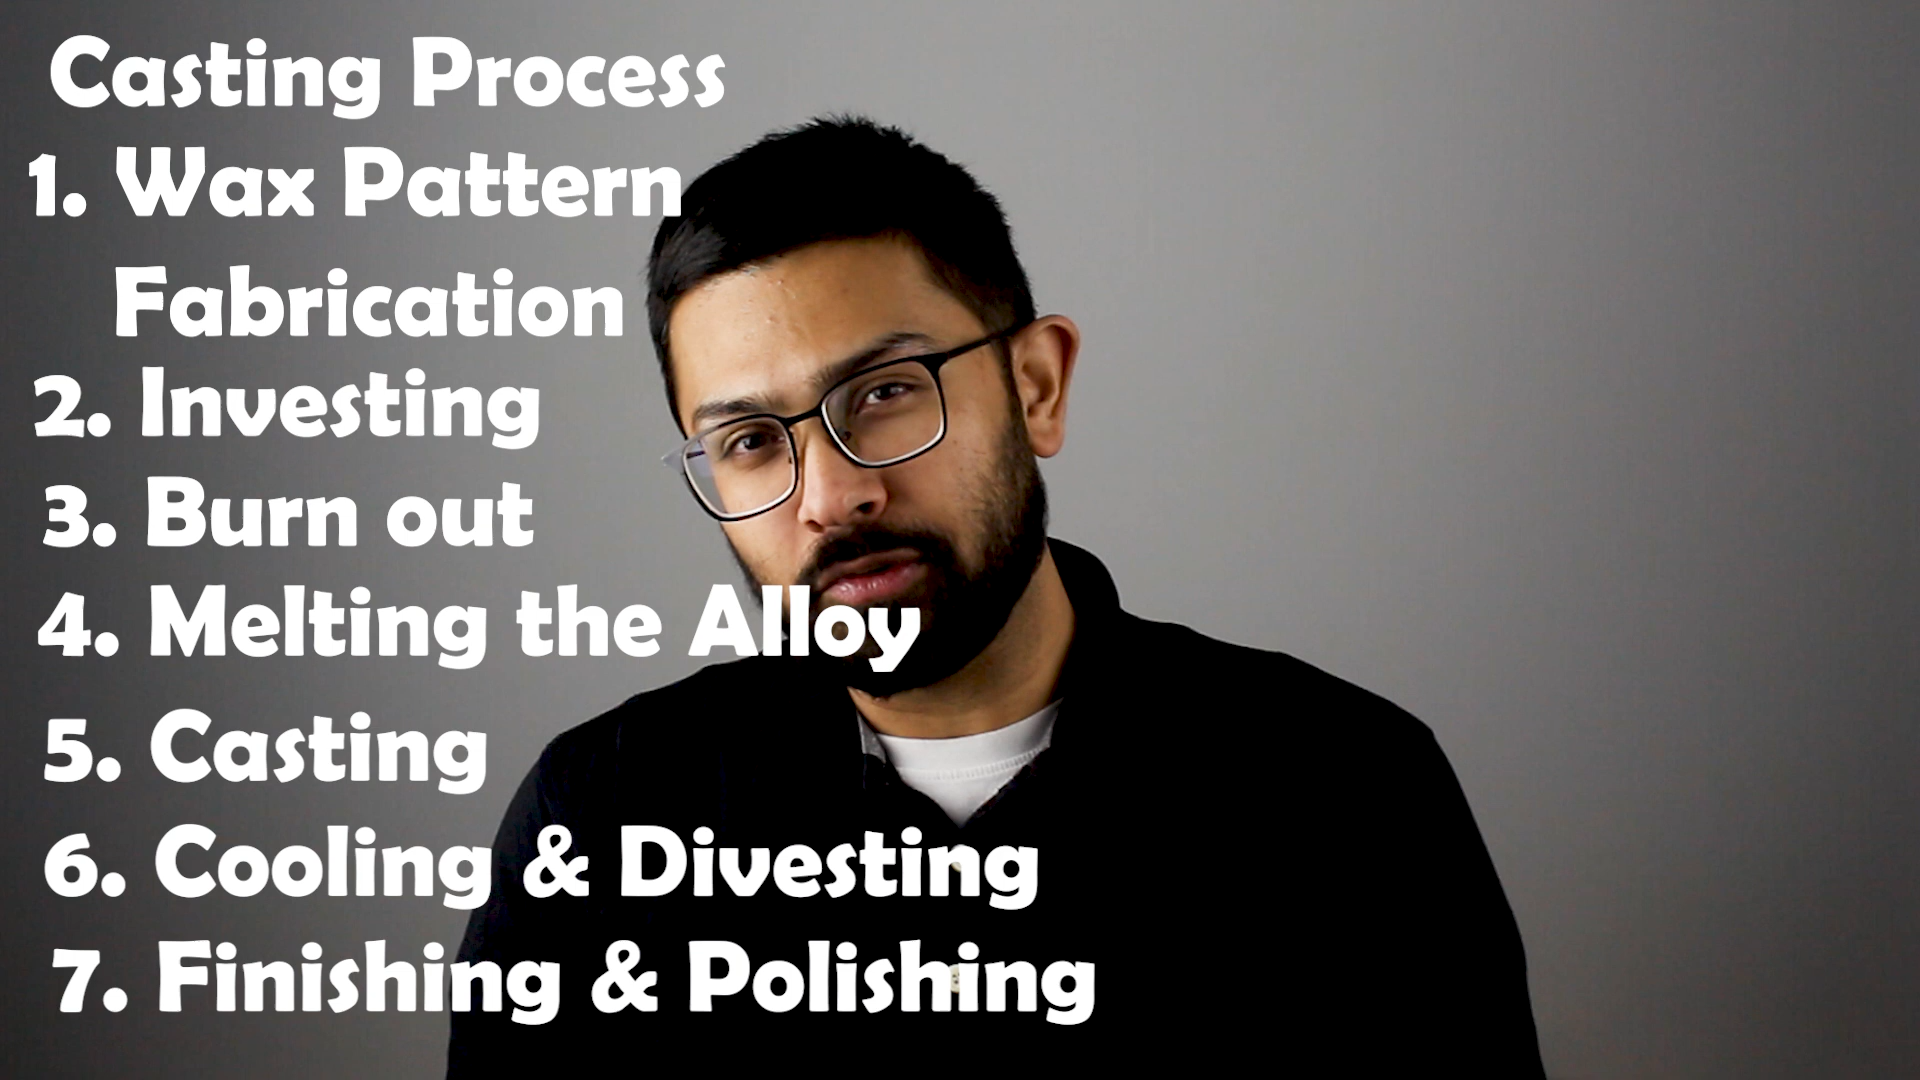 Casting Process
1. Wax Pattern
Fabrication
2. Investing
3. Burn out
4. Melting the Alloy
5. Casting
6. Cooling & Divesting
7. Finishing & Polishing